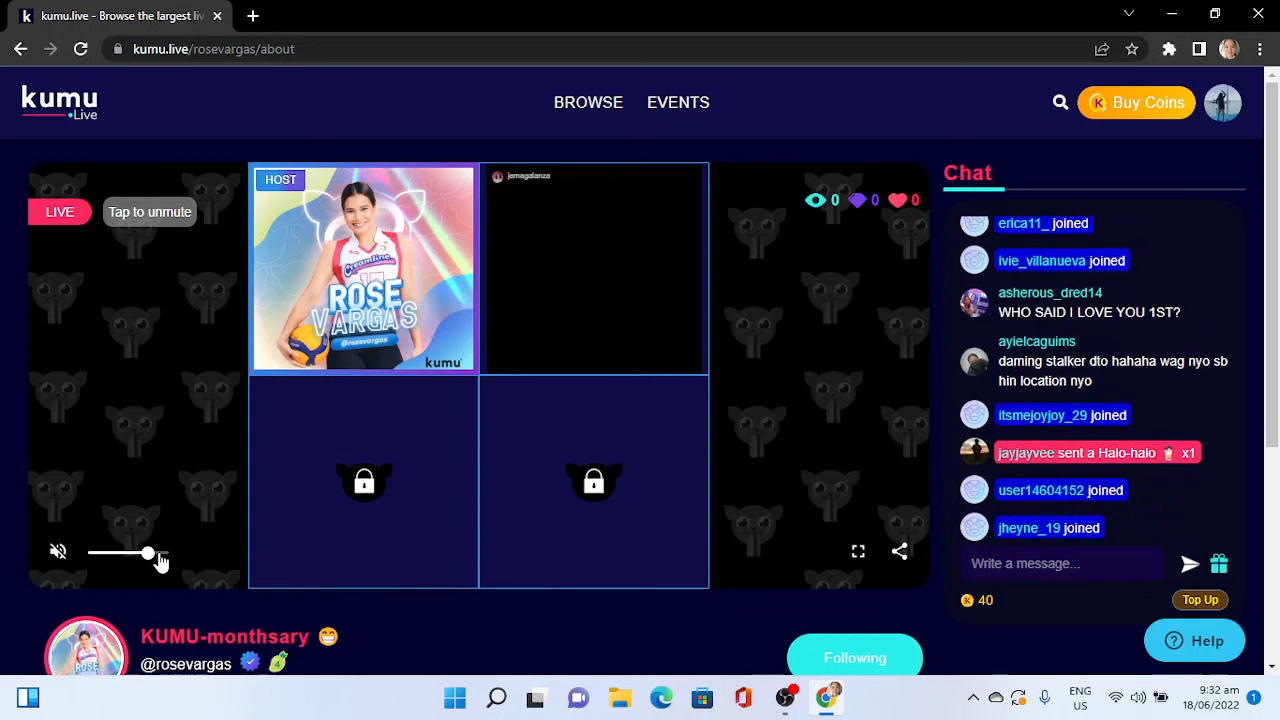 kumu.live - Browse the largest liv
kumu.live/rosevargas/about
kumu
Live
BROWSE
EVENTS
Buy Coins
LIVE
Tap to unmute
HOST
Creamline
ROSE
VARGAS
@rosevargas
kumu
jemagalanza
0
0
0
Chat
erica11_ joined
ivie_villanueva joined
asherous_dred14
WHO SAID I LOVE YOU 1ST?
ayielcaguims
daming stalker dto hahaha wag nyo sb
hin location nyo
itsmejoyjoy_29 joined
jayjayvee sent a Halo-halo x1
user14604152 joined
jheyne_19 joined
Write a message...
40
Top Up
KUMU-monthsary 😁
@rosevargas
4
Following
Help
ENG
US
9:32 am
18/06/2022
1